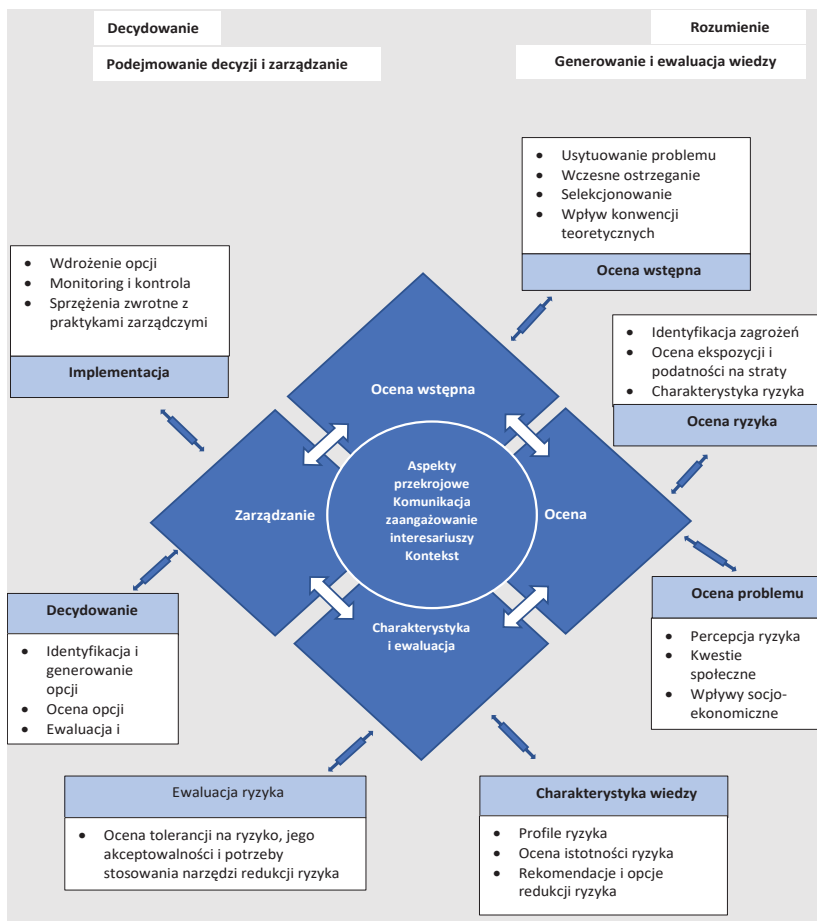 Decydowanie
Rozumienie
Podejmowanie decyzji i zarządzanie
Generowanie i ewaluacja wiedzy
• Usytuowanie problemu
• Wczesne ostrzeganie
• Selekcjonowanie
• Wpływ konwencji
teoretycznych
Ocena wstępna
• Wdrożenie opcji
• Monitoring i kontrola
• Sprzężenia zwrotne z
praktykami zarządczymi
Implementacja
• Identyfikacja zagrożeń
• Ocena ekspozycji i
podatności na straty
• Charakterystyka ryzyka
Ocena ryzyka
Ocena wstępna
Zarządzanie
Aspekty
przekrojowe
Komunikacja
zaangażowanie
interesariuszy
Kontekst
Ocena
Charakterystyka
i ewaluacja
Decydowanie
• Identyfikacja i
generowanie
opcji
• Ocena opcji
• Ewaluacja i
Ocena problemu
• Percepcja ryzyka
• Kwestie
społeczne
• Wpływy socjo-
ekonomiczne
Ewaluacja ryzyka
• Ocena tolerancji na ryzyko, jego
akceptowalności i potrzeby
stosowania narzędzi redukcji ryzyka
Charakterystyka wiedzy
• Profile ryzyka
• Ocena istotności ryzyka
• Rekomendacje i opcje
redukcji ryzyka